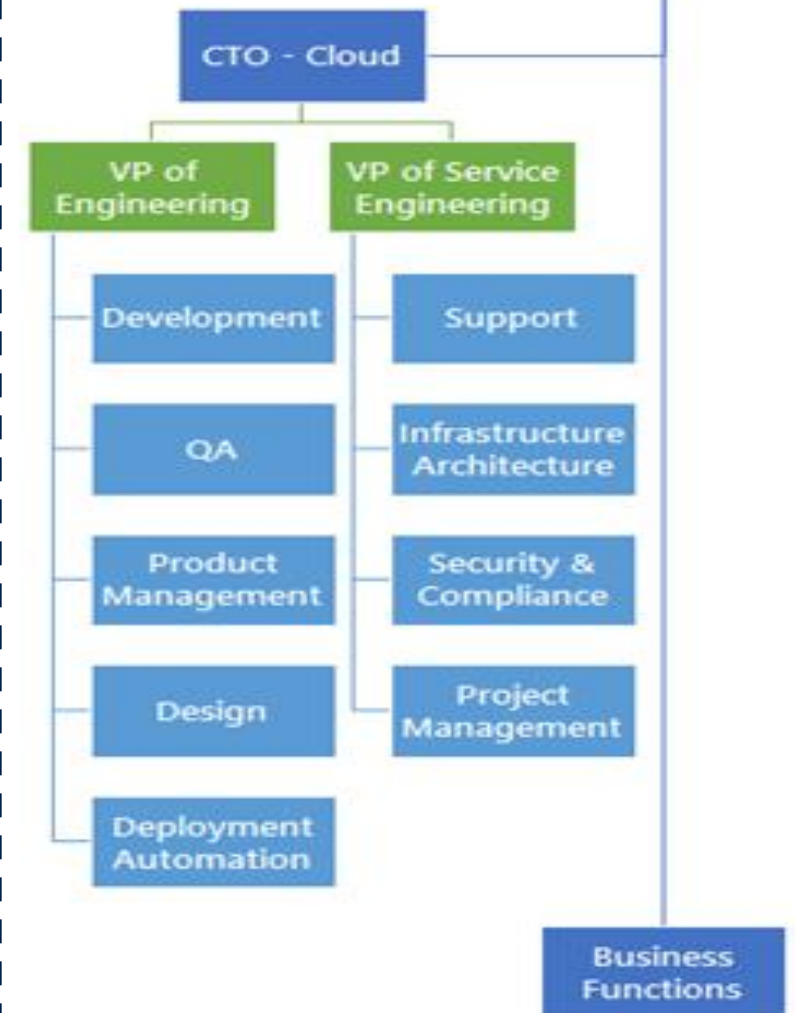 CTO - Cloud
VP of
Engineering
VP of Service
Engineering
Development
Support
QA
Infrastructure
Architecture
Product
Management
Security &
Compliance
Design
Project
Management
Deployment
Automation
Business
Functions